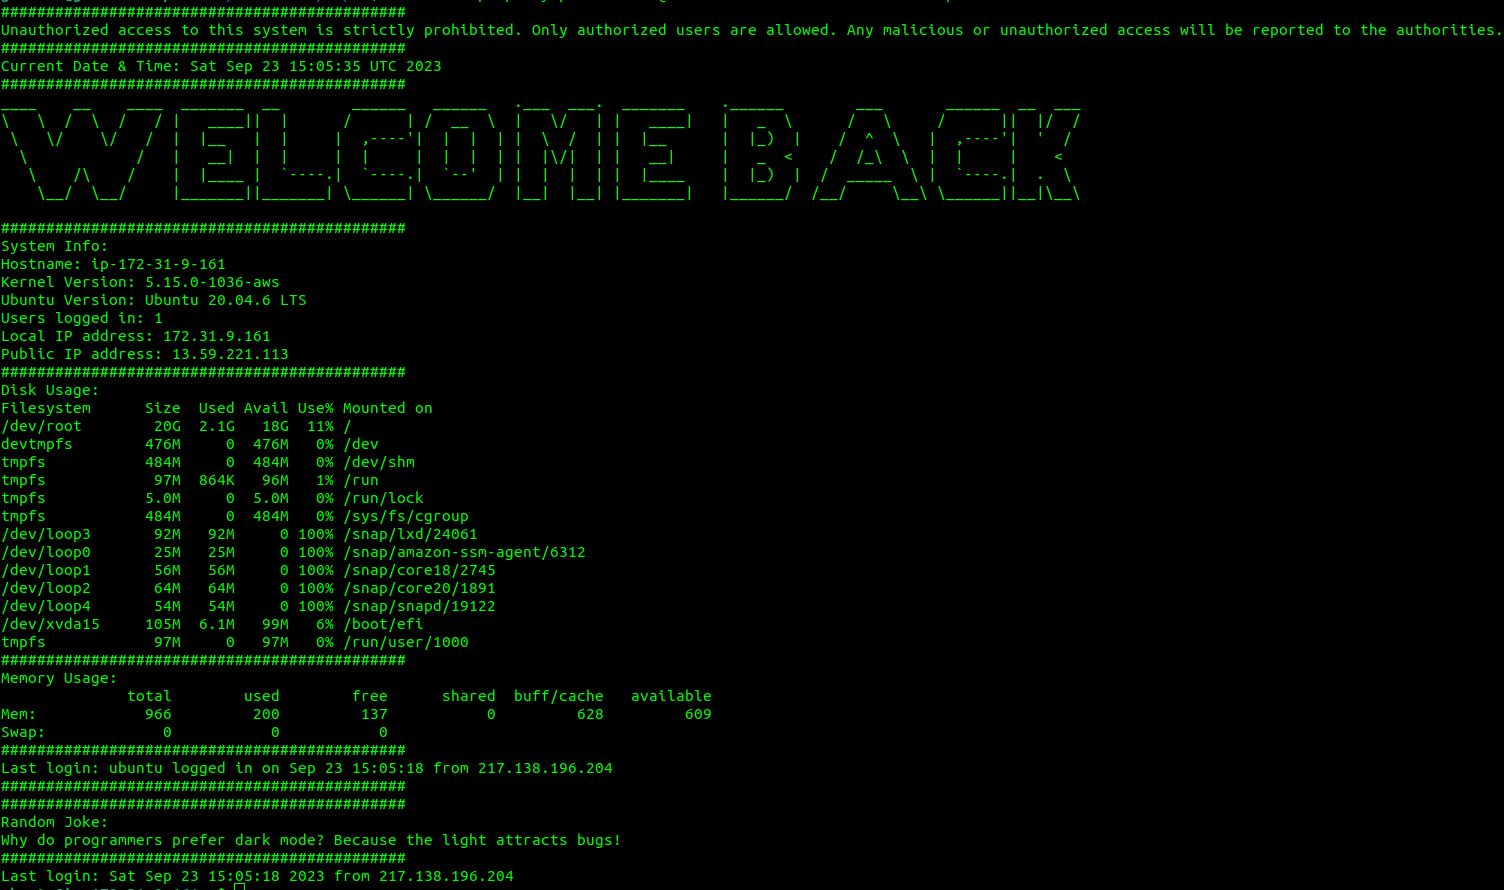 ############################################# 
Unauthorized access to this system is strictly prohibited. Only authorized users are allowed. Any malicious or unauthorized access will be reported to the authorities.
#############################################
Current Date & Time: Sat Sep 23 15:05:35 UTC 2023
#############################################
WELCOME BACK
#############################################
System Info:
Hostname: ip-172-31-9-161
Kernel Version: 5.15.0-1036-aws
Ubuntu Version: Ubuntu 20.04.6 LTS
Users logged in: 1
Local IP address: 172.31.9.161
Public IP address: 13.59.221.113
#############################################
Disk Usage:
Filesystem      Size  Used Avail Use% Mounted on
/dev/root        20G  2.1G   18G  11% /
devtmpfs        476M     0  476M   0% /dev
tmpfs           484M     0  484M   0% /dev/shm
tmpfs            97M  864K   96M   1% /run
tmpfs           5.0M     0  5.0M   0% /run/lock
tmpfs           484M     0  484M   0% /sys/fs/cgroup
/dev/loop3       92M   92M     0 100% /snap/lxd/24061
/dev/loop0       25M   25M     0 100% /snap/amazon-ssm-agent/6312
/dev/loop1       56M   56M     0 100% /snap/core18/2745
/dev/loop2       64M   64M     0 100% /snap/core20/1891
/dev/loop4       54M   54M     0 100% /snap/snapd/19122
/dev/xvda15     105M  6.1M   99M   6% /boot/efi
tmpfs            97M     0   97M   0% /run/user/1000
#############################################
Memory Usage:
              total        used        free      shared  buff/cache   available
Mem:            966         200         137           0         628         609
Swap:             0           0           0
#############################################
Last login: ubuntu logged in on Sep 23 15:05:18 from 217.138.196.204
#############################################
#############################################
Random Joke:
Why do programmers prefer dark mode? Because the light attracts bugs!
#############################################
Last login: Sat Sep 23 15:05:18 2023 from 217.138.196.204